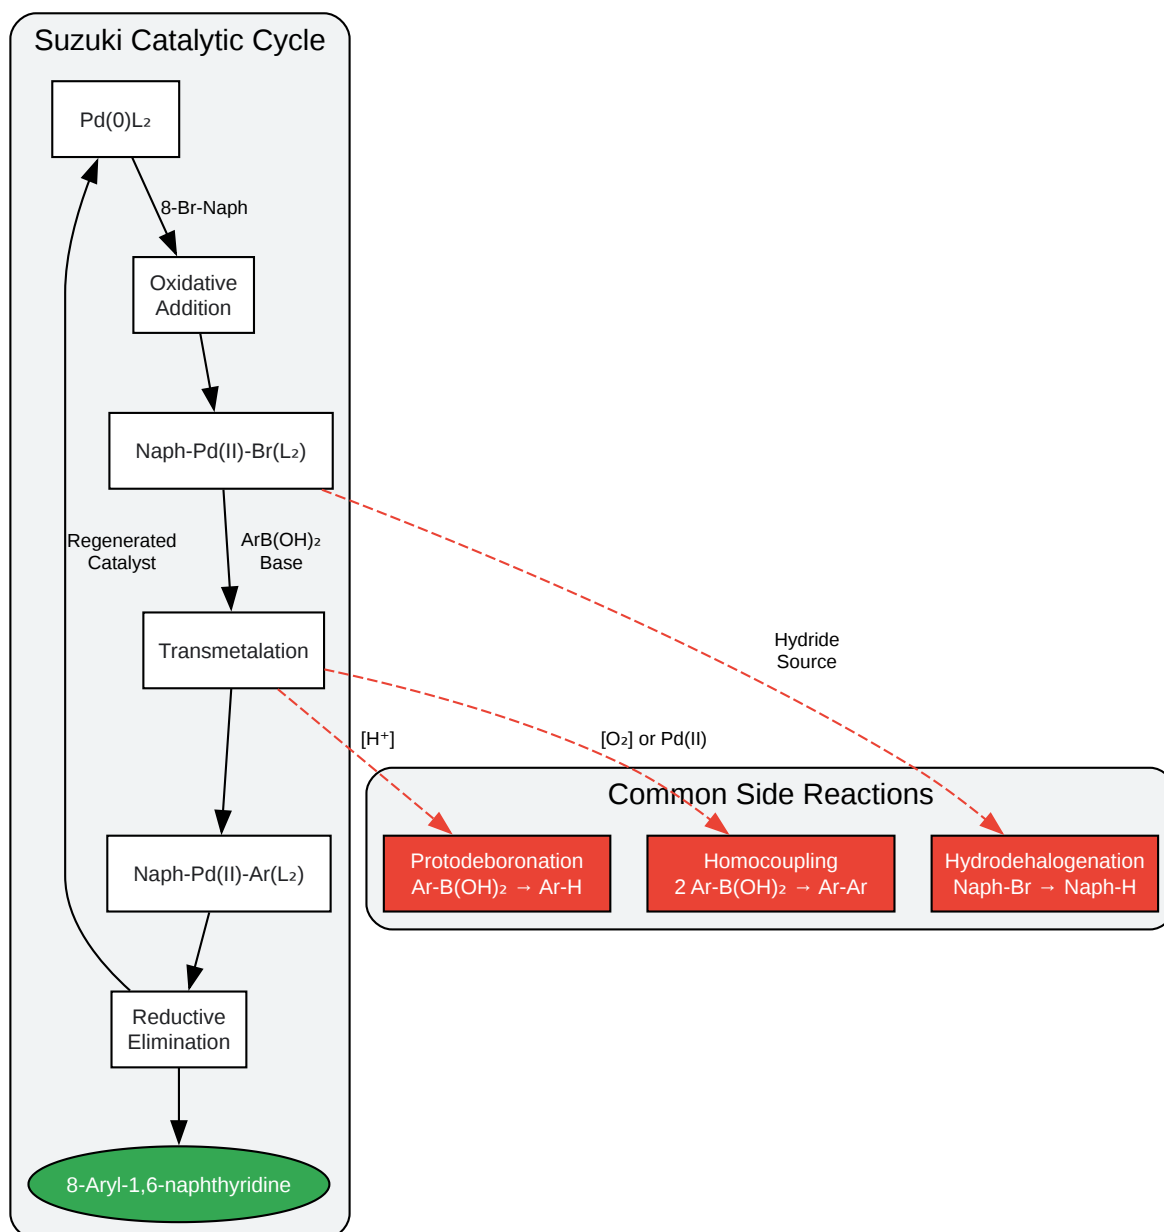 Suzuki Catalytic Cycle
Pd(0)L₂
8-Br-Naph
Oxidative
Addition
Naph-Pd(II)-Br(L₂)
Regenerated
Catalyst
ArB(OH)₂
Base
Transmetalation
Hydride
Source
[H⁺]
[O₂] or Pd(II)
Common Side Reactions
Protodeboronation
Ar-B(OH)₂ → Ar-H
Homocoupling
2 Ar-B(OH)₂ → Ar-Ar
Hydrodehalogenation
Naph-Br → Naph-H
Naph-Pd(II)-Ar(L₂)
Reductive
Elimination
8-Aryl-1,6-naphthyridine